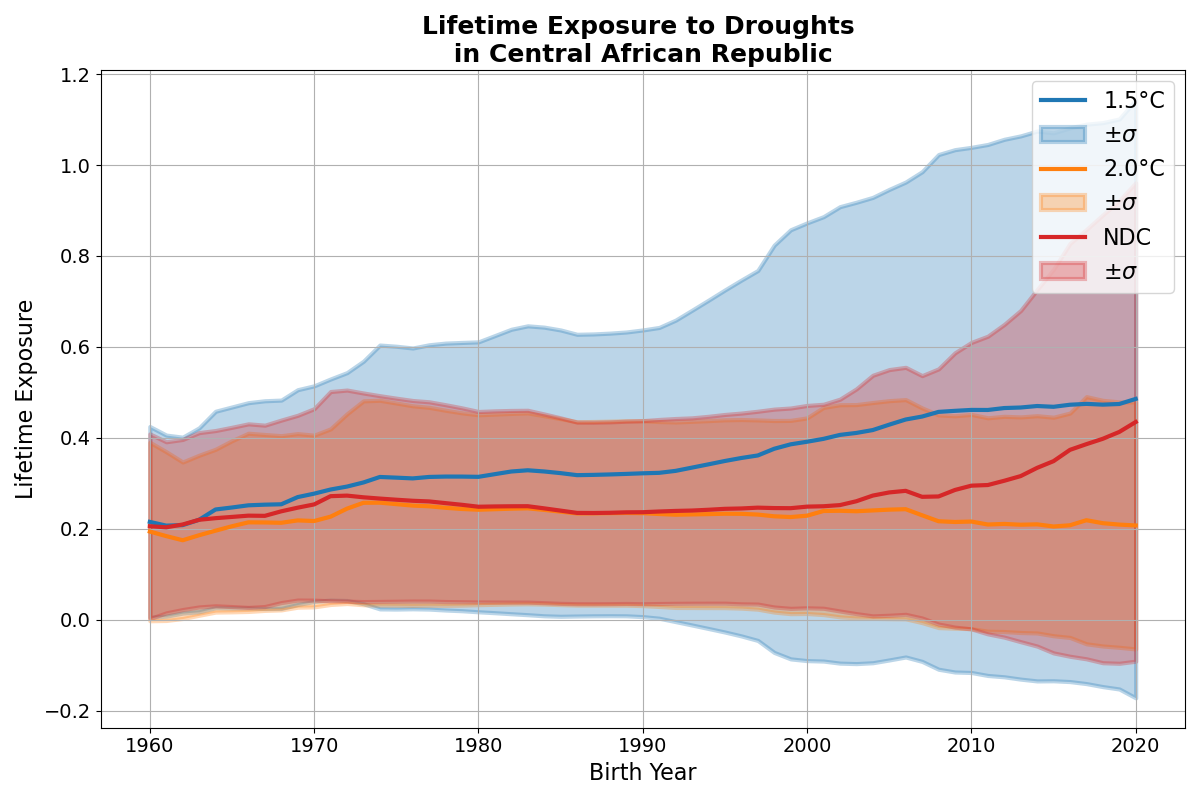 Lifetime Exposure to Droughts
in Central African Republic
1.2
1.0
0.8
0.6
0.4
0.2
0.0
−0.2
Lifetime Exposure
1.5°C
±σ
2.0°C
±σ
NDC
±σ
1960
1970
1980
1990
2000
2010
2020
Birth Year